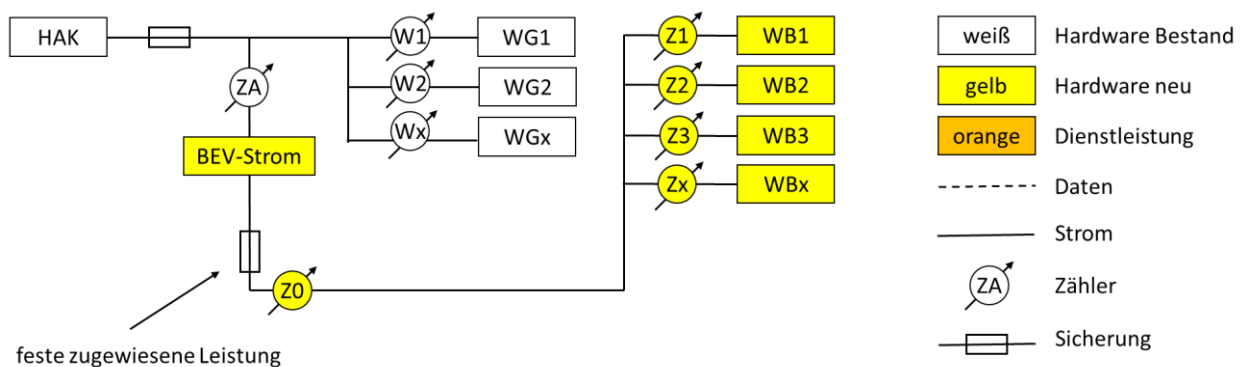 HAK
W1
WG1
Z1
WB1
weiß
Hardware Bestand
ZA
W2
WG2
Z2
WB2
gelb
Hardware neu
Wx
WGx
Z3
WB3
orange
Dienstleistung
BEV-Strom
Zx
WBx
Daten
Strom
Z0
ZA
Zähler
Sicherung
feste zugewiesene Leistung